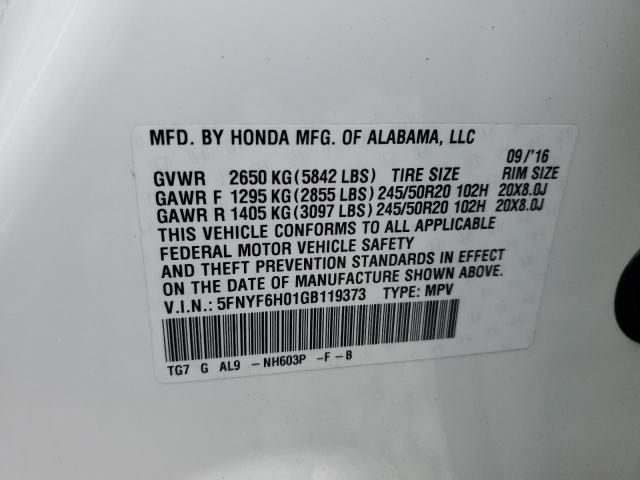 MFD. BY HONDA MFG. OF ALABAMA, LLC
09/'16
GVWR 2650 KG(5842 LBS) TIRE SIZE RIM SIZE
GAWR F 1295 KG(2855 LBS)245/50R20 102H 20X8.0J
GAWR R 1405 KG(3097 LBS)245/50R20 102H 20X8.0J
THIS VEHICLE CONFORMS TO ALL APPLICABLE
FEDERAL MOTOR VEHICLE SAFETY
AND THEFT PREVENTION STANDARDS IN EFFECT
ON THE DATE OF MANUFACTURE SHOWN ABOVE.
V.I.N.: 5FNYF6H01GB119373 TYPE: MPV
TG7 G AL9 -NH603P -F -B